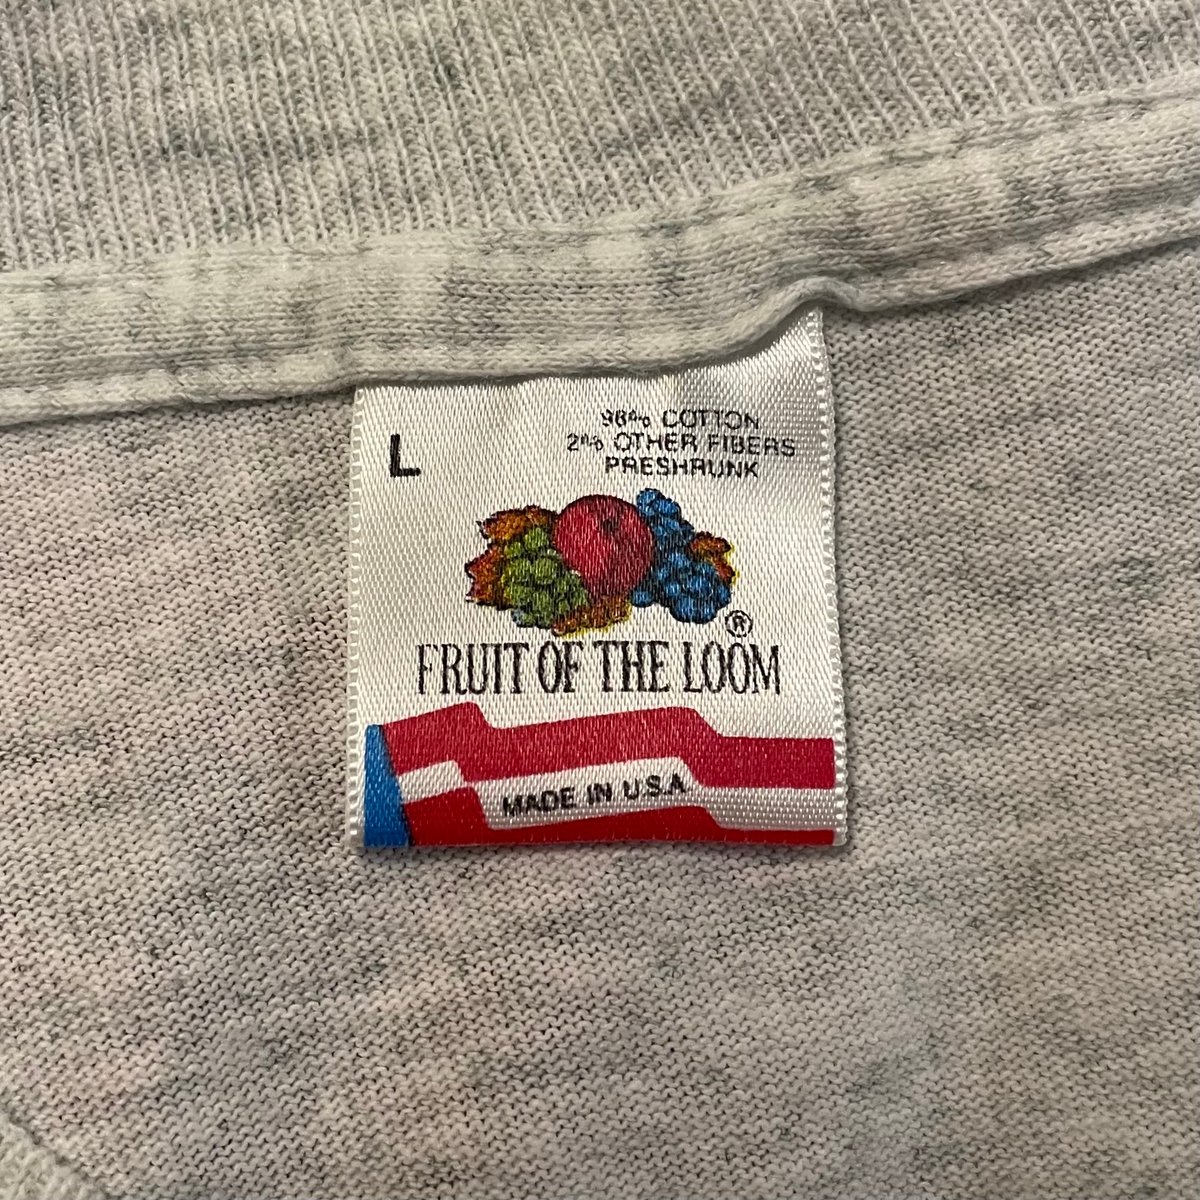 L
98% COTTON
2% OTHER FIBERS
PRESHRUNK
®
FRUIT OF THE LOOM
MADE IN U.S.A